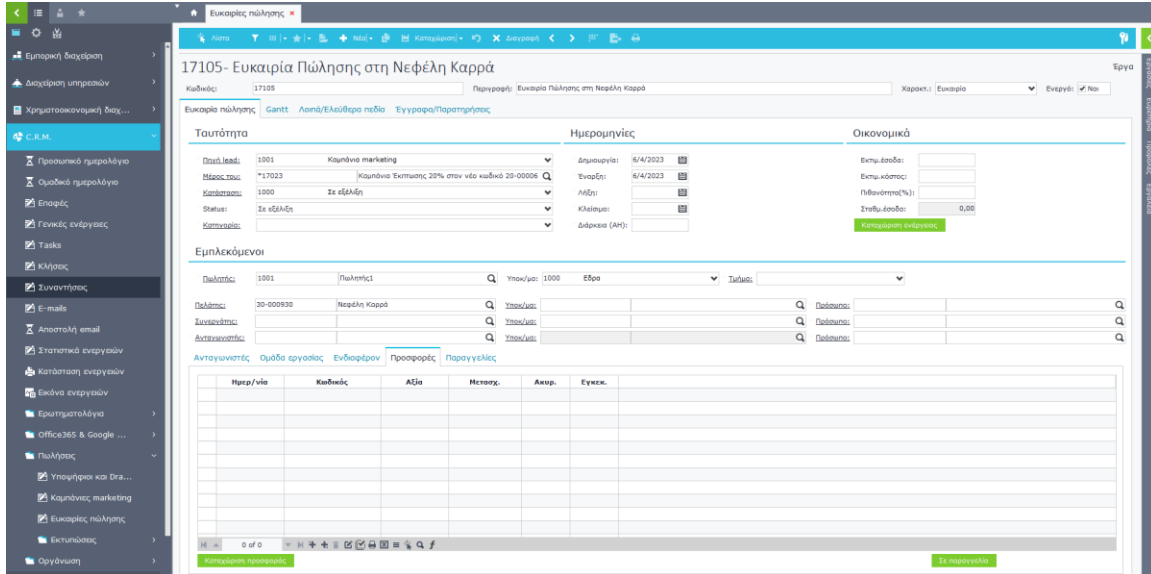 Ευκαιρίες πώλησης ×
Λίστα Νέα Καταχώριση Διαγραφή
Εμπορική διαχείριση
Διαχείριση υπηρεσιών
Χρηματοοικονομική διαχ...
C.R.M.
Προσωπικό ημερολόγιο
Ομαδικό ημερολόγιο
Επαφές
Γενικές ενέργειες
Tasks
Κλήσεις
Συναντήσεις
E-mails
Αποστολή email
Στατιστικά ενεργειών
Κατάσταση ενεργειών
Εικόνα ενεργειών
Ερωτηματολόγια
Office365 & Google ...
Πωλήσεις
Υποψήφιοι και Dra...
Καμπάνιες marketing
Ευκαιρίες πώλησης
Εκτυπώσεις
Οργάνωση
17105- Ευκαιρία Πώλησης στη Νεφέλη Καρρά
Έργα
Κωδικός: 17105 Περιγραφή: Ευκαιρία Πώλησης στη Νεφέλη Καρρά Χαρακτ.: Ευκαιρία Ενεργό: Ναι
Ευκαιρία πώλησης Gantt Λοιπά/Ελεύθερα πεδία Έγγραφα/Παρατηρήσεις
Ταυτότητα Ημερομηνίες Οικονομικά
Πηγή lead: 1001 Καμπάνια marketing Δημιουργία: 6/4/2023 Εκτιμ.έσοδα:
Μέρος του: *17023 Καμπάνια Έκπτωσης 20% στον νέο κωδικό 20-00006 Έναρξη: 6/4/2023 Εκτιμ.κόστος:
Κατάσταση: 1000 Σε εξέλιξη Λήξη: Πιθανότητα(%):
Status: Σε εξέλιξη Κλείσιμο: Σταθμ.έσοδα: 0,00
Κατηγορία: Διάρκεια (ΑΗ): Καταχώριση ενέργειας
Εμπλεκόμενοι
Πωλητής: 1001 Πωλητής1 Υποκ/μα: 1000 Έδρα Τμήμα:
Πελάτης: 30-000930 Νεφέλη Καρρά Υποκ/μα: Πρόσωπο:
Συνεργάτης: Υποκ/μα: Πρόσωπο:
Ανταγωνιστής: Υποκ/μα: Πρόσωπο:
Ανταγωνιστές Ομάδα εργασίας Ενδιαφέρον Προσφορές Παραγγελίες
Ημερ/νία Κωδικός Αξία Μετασχ. Ακυρ. Εγκεκ.
0 of 0
Καταχώριση προσφοράς Σε παραγγελία